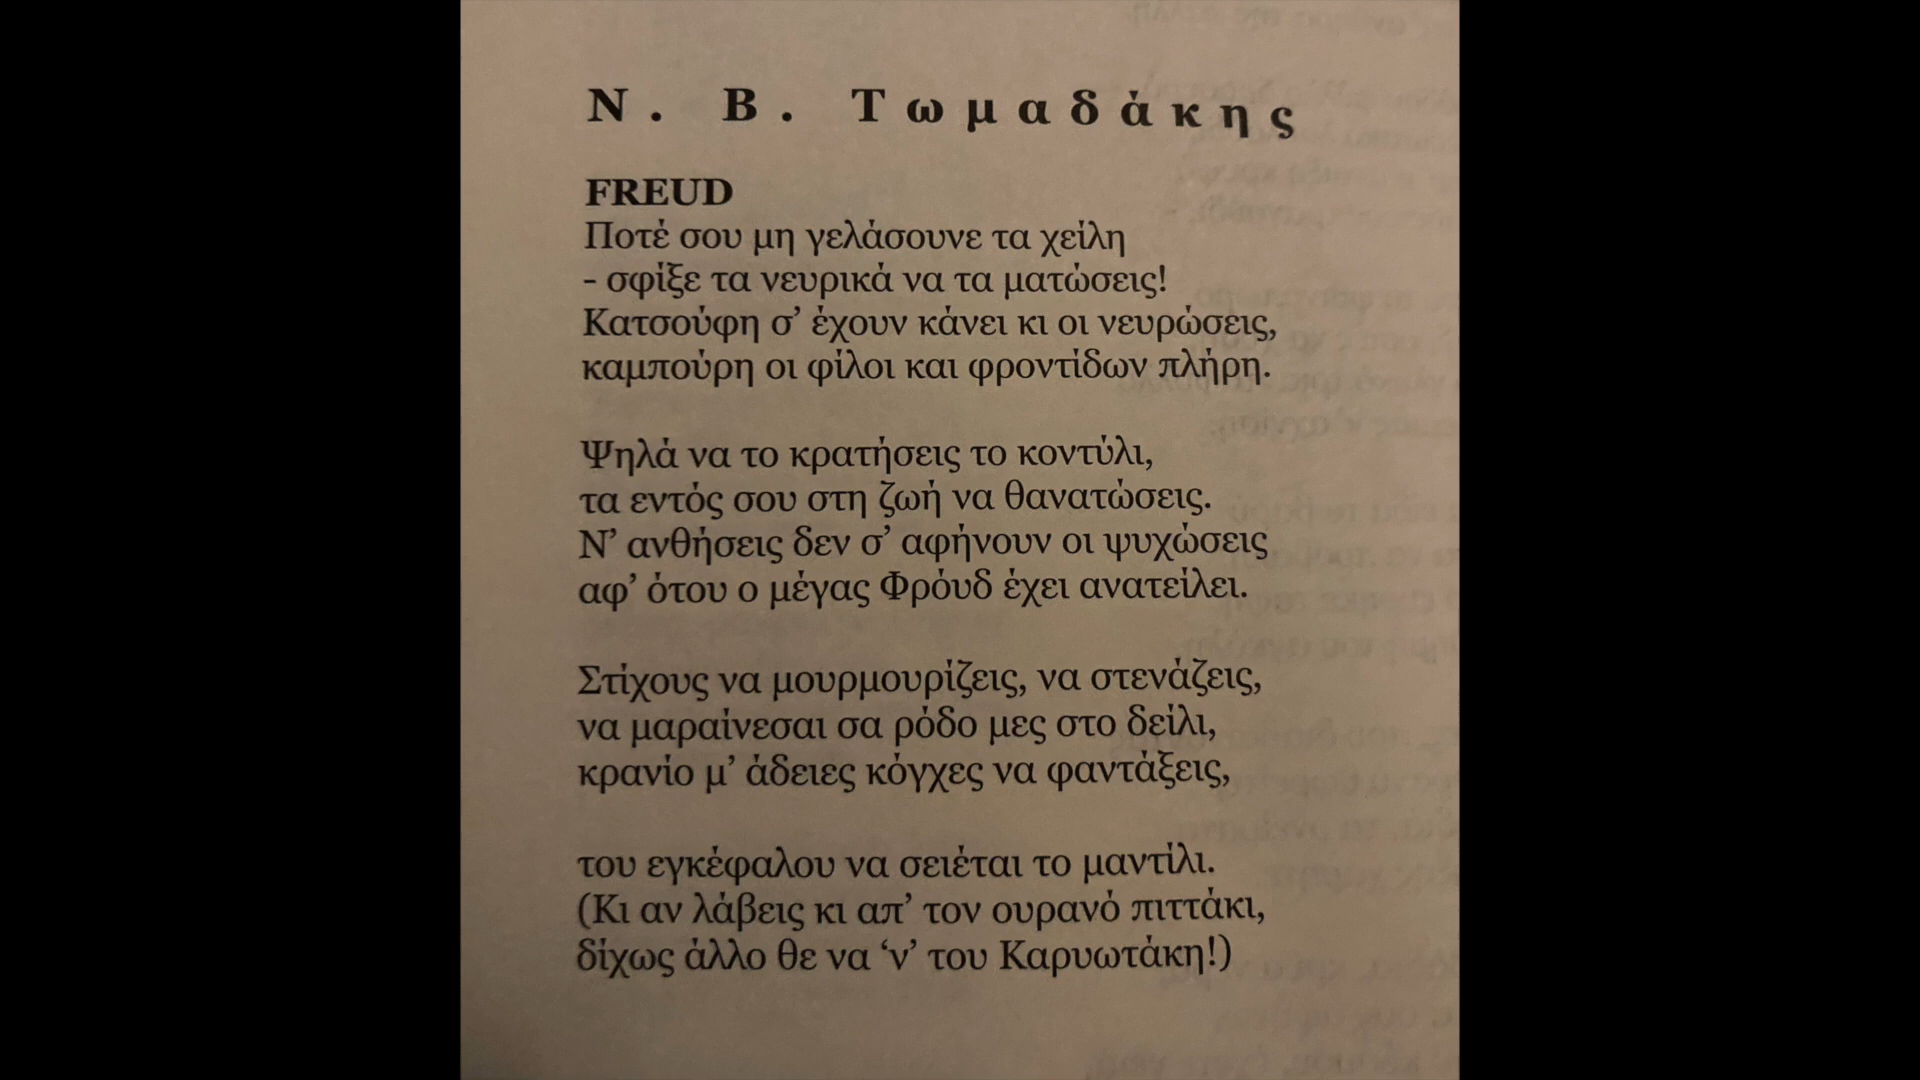 Ν. Β. Τωμαδάκης
FREUD
Ποτέ σου μη γελάσουνε τα χείλη
- σφίξε τα νευρικά να τα ματώσεις!
Κατσούφη σ’ έχουν κάνει κι οι νευρώσεις,
καμπούρη οι φίλοι και φροντίδων πλήρη.
Ψηλά να το κρατήσεις το κοντύλι,
τα εντός σου στη ζωή να θανατώσεις.
Ν’ ανθήσεις δεν σ’ αφήνουν οι ψυχώσεις
αφ’ ότου ο μέγας Φρόυδ έχει ανατείλει.
Στίχους να μουρμουρίζεις, να στενάζεις,
να μαραίνεσαι σα ρόδο μες στο δείλι,
κρανίο μ’ άδειες κόγχες να φαντάξεις,
του εγκέφαλου να σειέται το μαντίλι.
(Κι αν λάβεις κι απ’ τον ουρανό πιττάκι,
δίχως άλλο θε να ‘ν’ του Καρυωτάκη!)